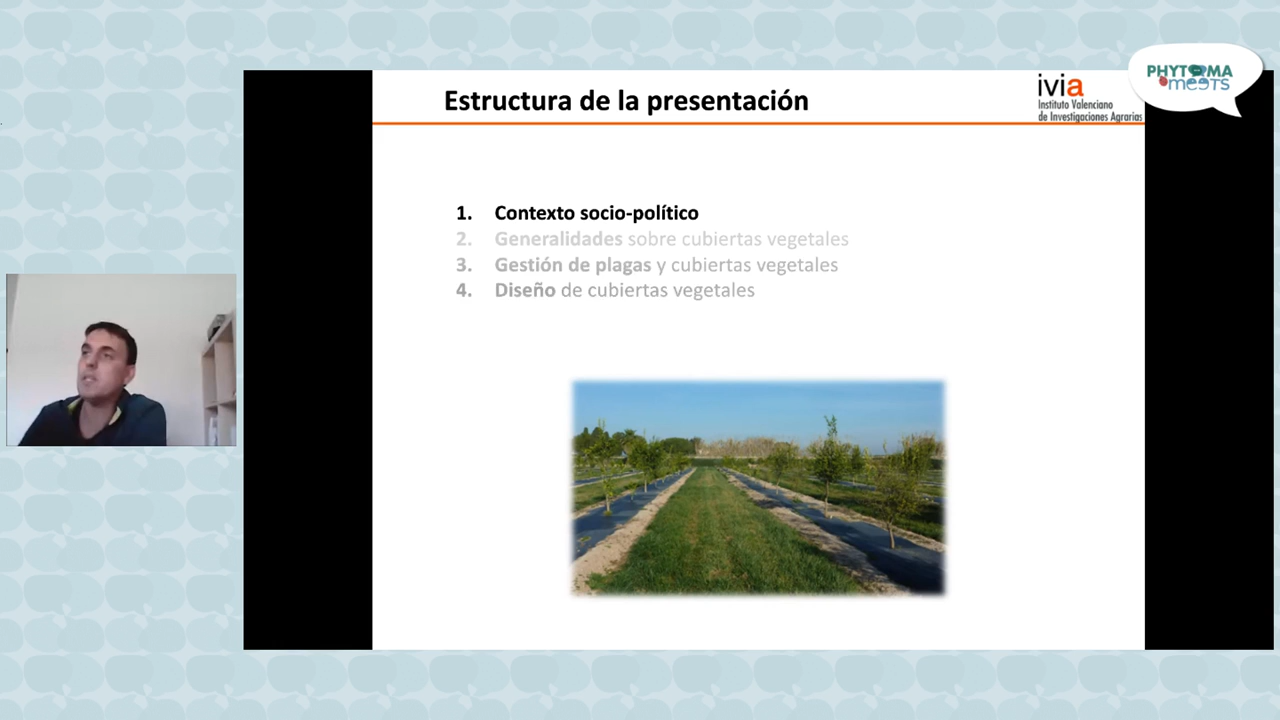 PHYTOMA
meets
Estructura de la presentación
ivia
Instituto Valenciano
de Investigaciones Agrarias
1. Contexto socio-político
2. Generalidades sobre cubiertas vegetales
3. Gestión de plagas y cubiertas vegetales
4. Diseño de cubiertas vegetales